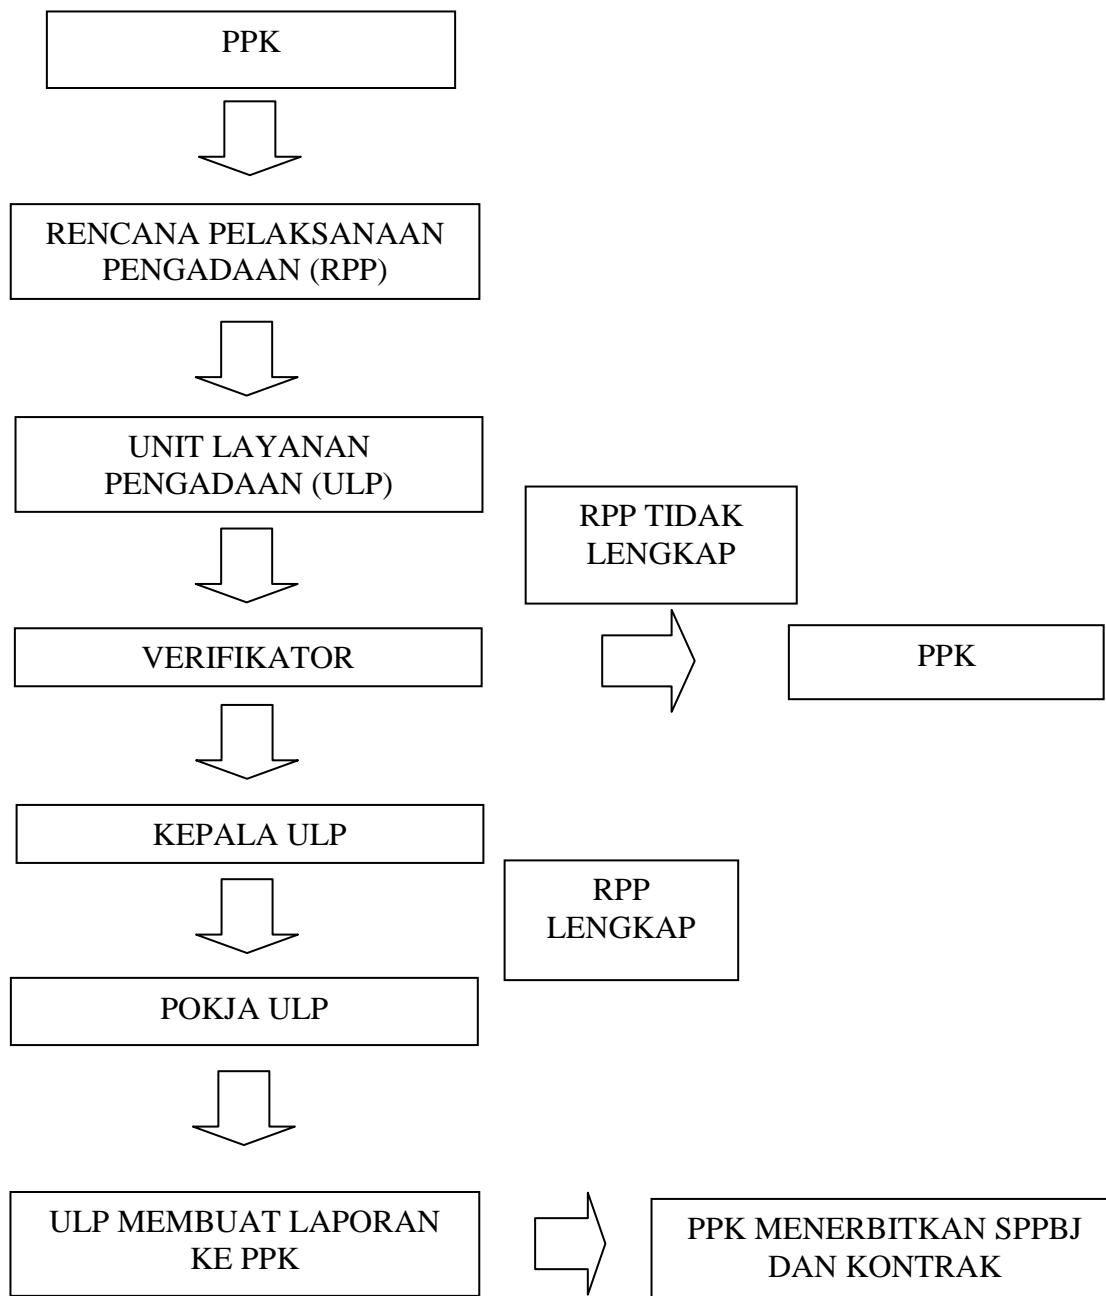 PPK
RENCANA PELAKSANAAN
PENGADAAN (RPP)
UNIT LAYANAN
PENGADAAN (ULP)
RPP TIDAK
LENGKAP
VERIFIKATOR
PPK
KEPALA ULP
RPP
LENGKAP
POKJA ULP
ULP MEMBUAT LAPORAN
KE PPK
PPK MENERBITKAN SPPBJ
DAN KONTRAK